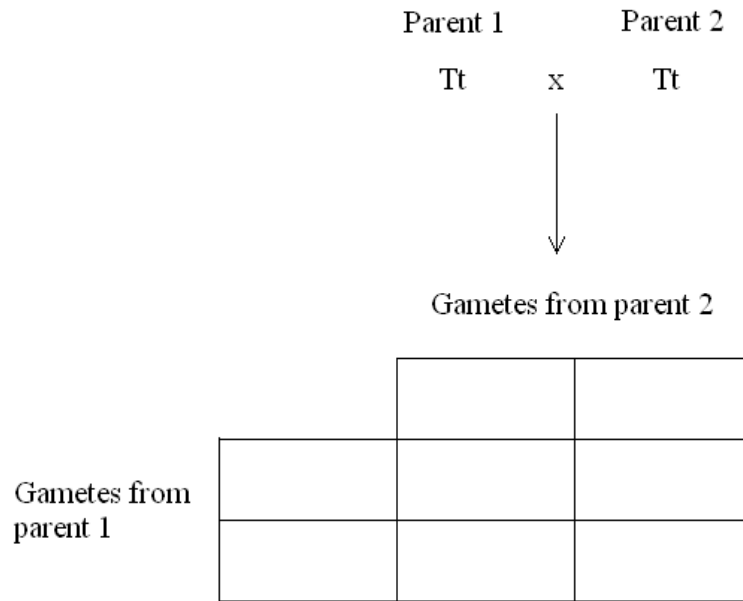 Parent 1 Parent 2
Tt x Tt
Gametes from parent 2
Gametes from
parent 1